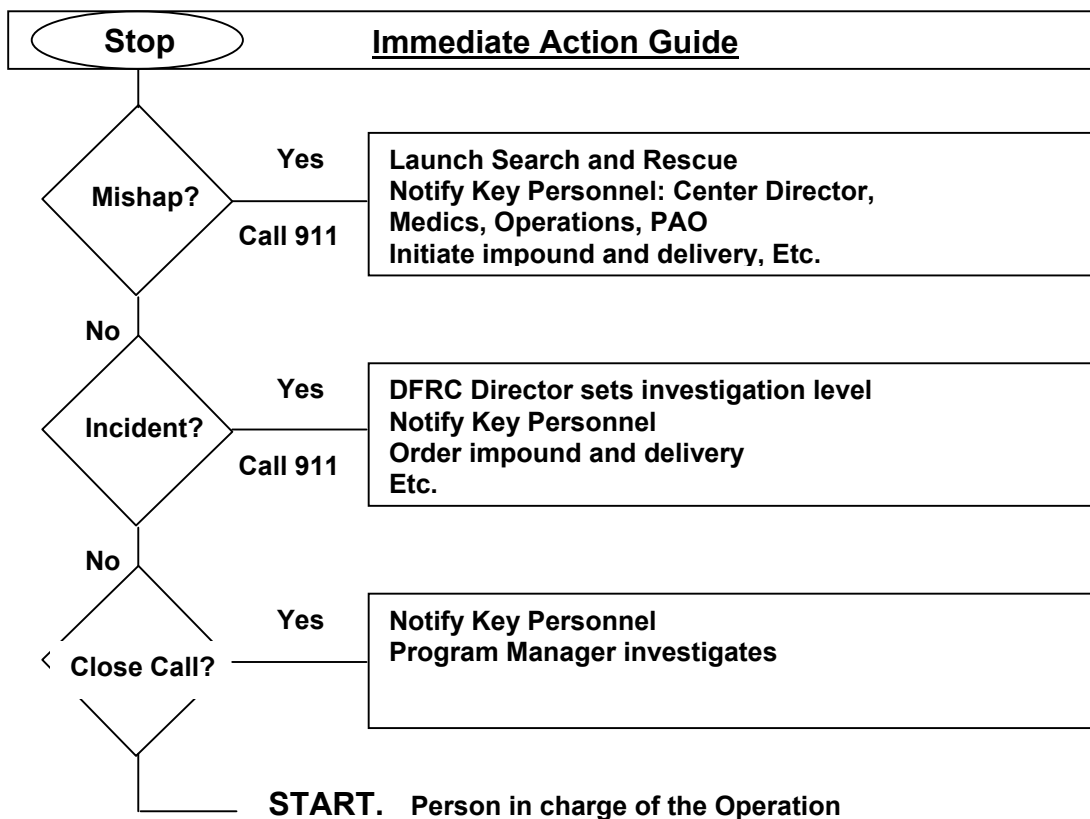 Stop
Immediate Action Guide
Mishap?
Yes
Call 911
Launch Search and Rescue
Notify Key Personnel: Center Director,
Medics, Operations, PAO
Initiate impound and delivery, Etc.
No
Incident?
Yes
Call 911
DFRC Director sets investigation level
Notify Key Personnel
Order impound and delivery
Etc.
No
Close Call?
Yes
Notify Key Personnel
Program Manager investigates
START. Person in charge of the Operation